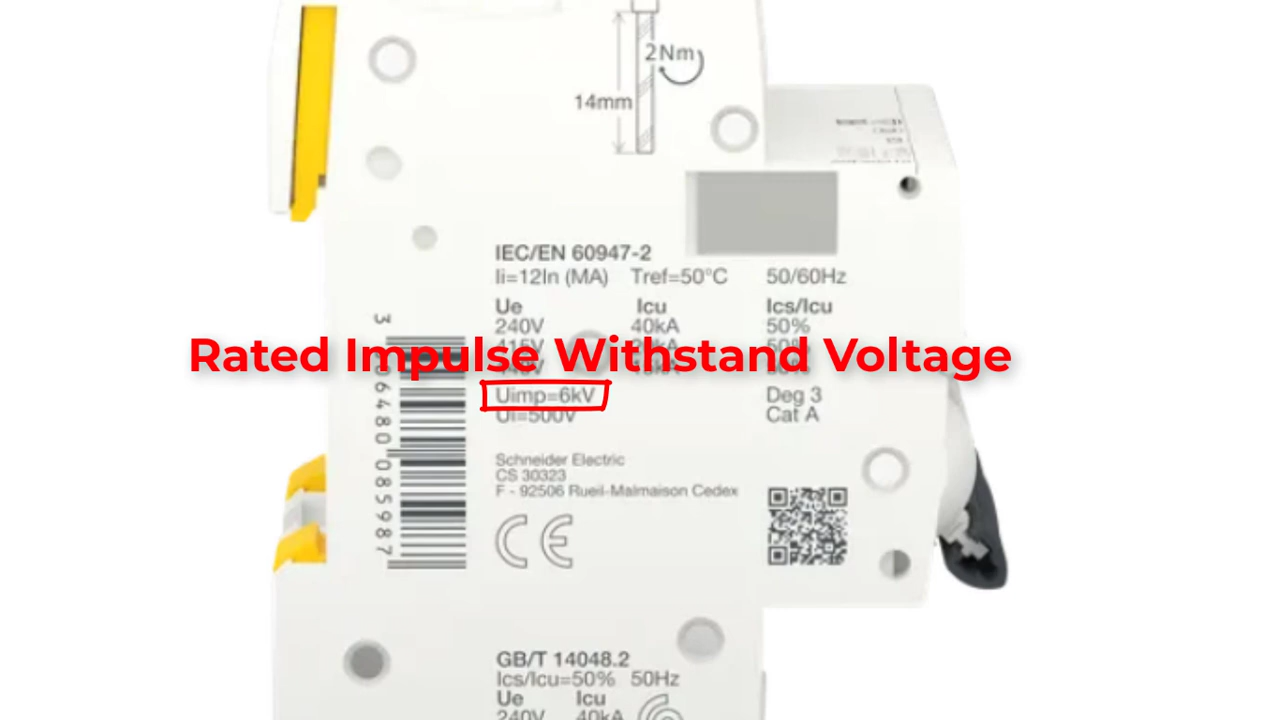 2Nm
14mm
IEC/EN 60947-2
Ii=12In (MA) Tref=50°C 50/60Hz
Ue Icu Ics/Icu
240V 40kA 50%
Rated Impulse Withstand Voltage
Uimp=6kV Deg 3
Ui=500V Cat A
Schneider Electric
CS 30323
F - 92506 Rueil-Malmaison Cedex
CE
GB/T 14048.2
Ics/Icu=50% 50Hz
Ue Icu
240V 40kA